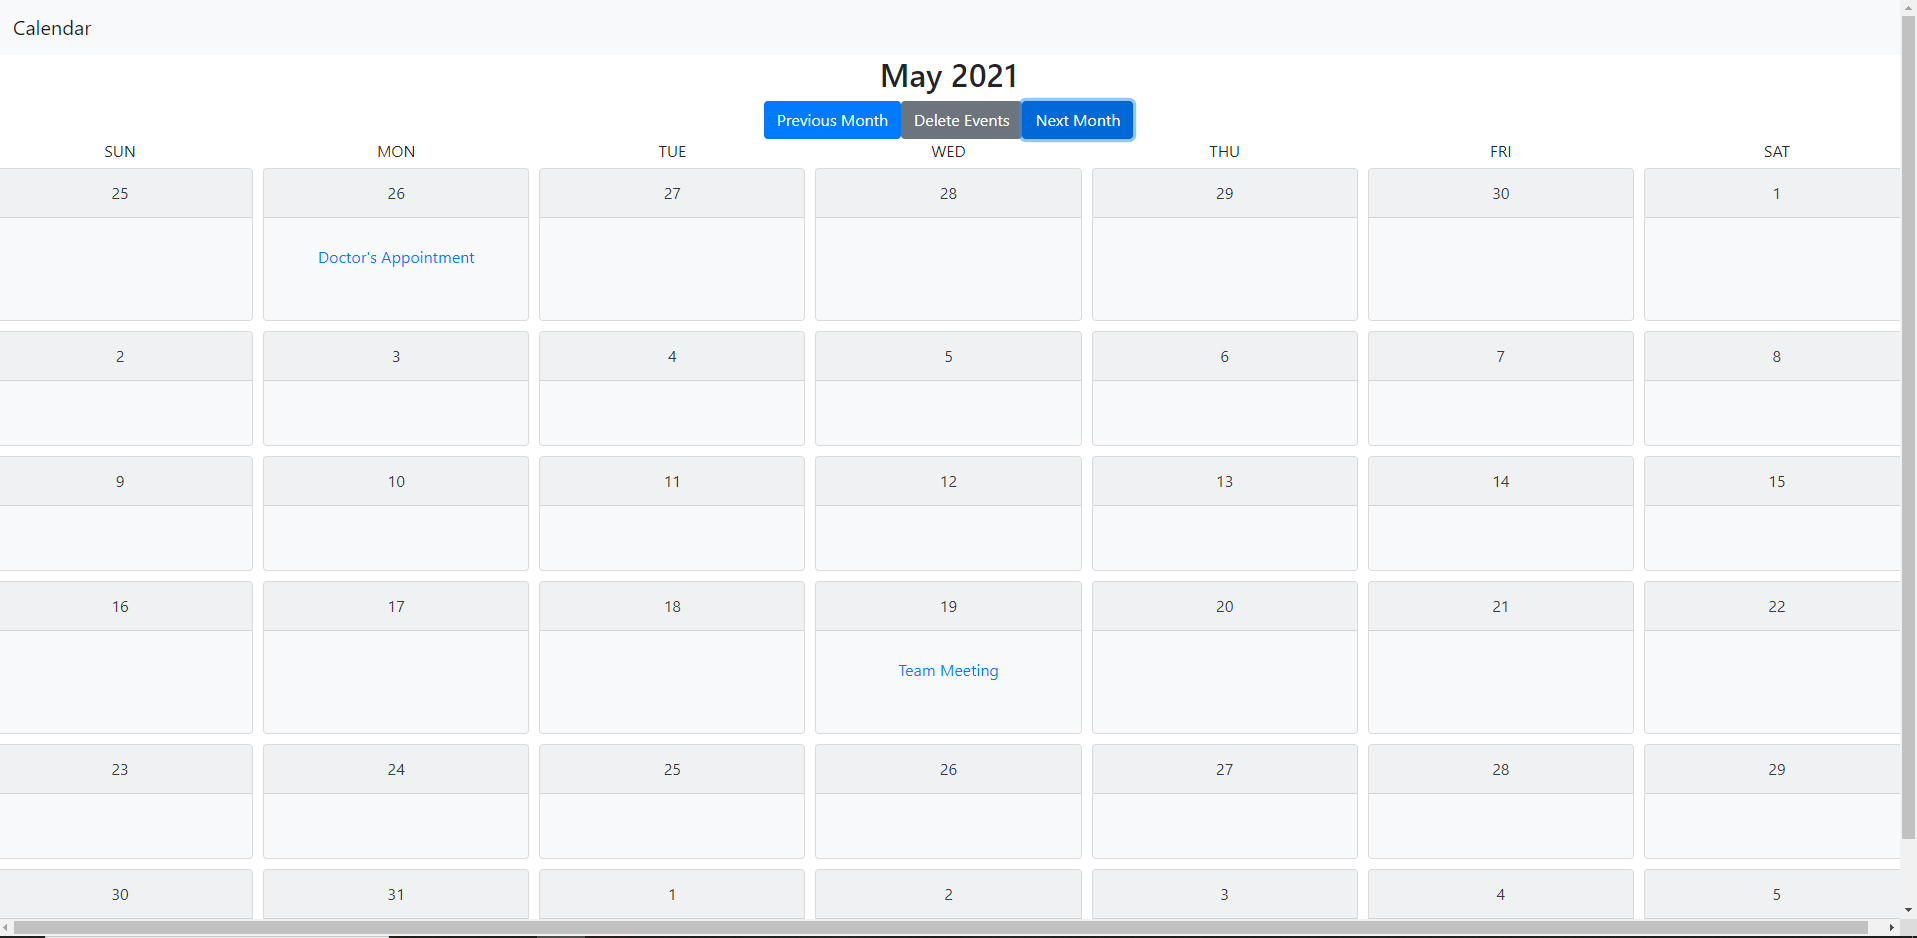 Calendar
May 2021
Previous Month Delete Events Next Month
SUN MON TUE WED THU FRI SAT
25 26 27 28 29 30 1
Doctor's Appointment
2 3 4 5 6 7 8
9 10 11 12 13 14 15
16 17 18 19 20 21 22
Team Meeting
23 24 25 26 27 28 29
30 31 1 2 3 4 5